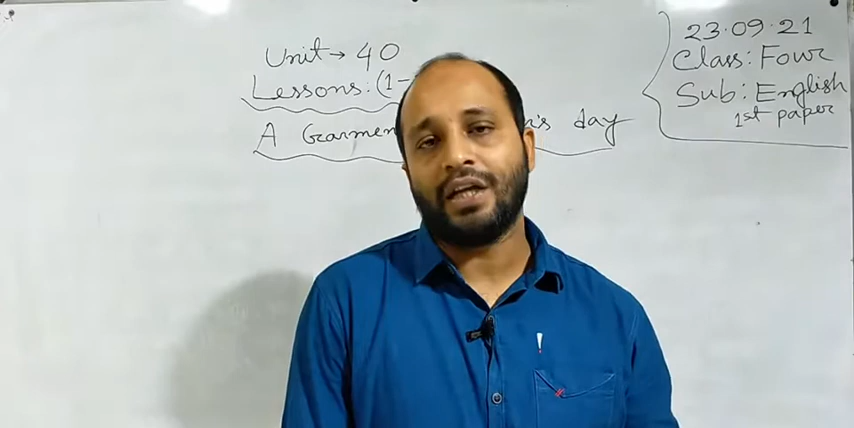 Unit → 40
Lessons: (1-
A Garmen 's day
23.09.21
Class: Four
Sub: English
1st paper